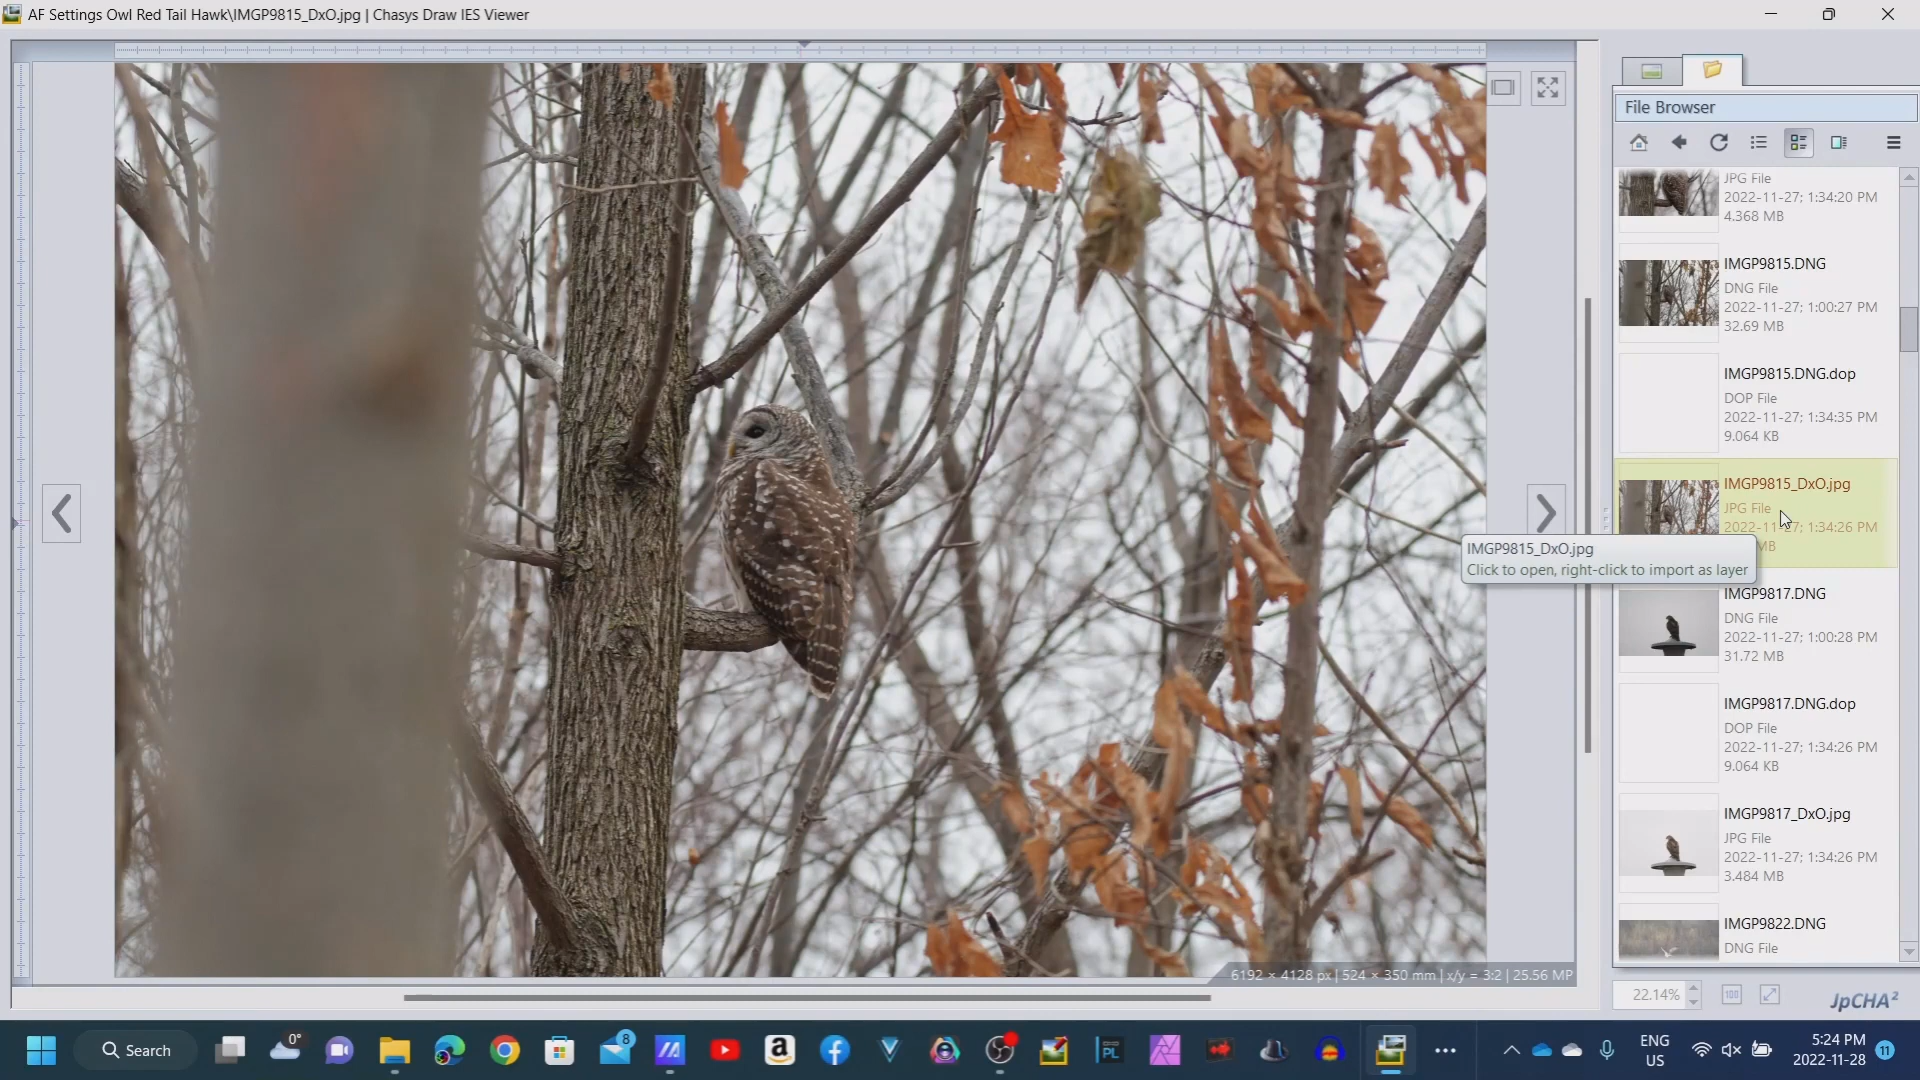 AF Settings Owl Red Tail Hawk\IMGP9815_DxO.jpg | Chasys Draw IES Viewer
File Browser
JPG File
2022-11-27; 1:34:20 PM
4.368 MB
IMGP9815.DNG
DNG File
2022-11-27; 1:00:27 PM
32.69 MB
IMGP9815.DNG.dop
DOP File
2022-11-27; 1:34:35 PM
9.064 KB
IMGP9815_DxO.jpg
JPG File
2022-11-27; 1:34:26 PM
MB
IMGP9815_DxO.jpg
Click to open, right-click to import as layer
IMGP9817.DNG
DNG File
2022-11-27; 1:00:28 PM
31.72 MB
IMGP9817.DNG.dop
DOP File
2022-11-27; 1:34:26 PM
9.064 KB
IMGP9817_DxO.jpg
JPG File
2022-11-27; 1:34:26 PM
3.484 MB
IMGP9822.DNG
DNG File
6192 × 4128 px | 524 × 350 mm | x/y = 3:2 | 25.56 MP
22.14%
100
JpCHA²
Search
0°
8
PL
ENG
US
5:24 PM
2022-11-28
11